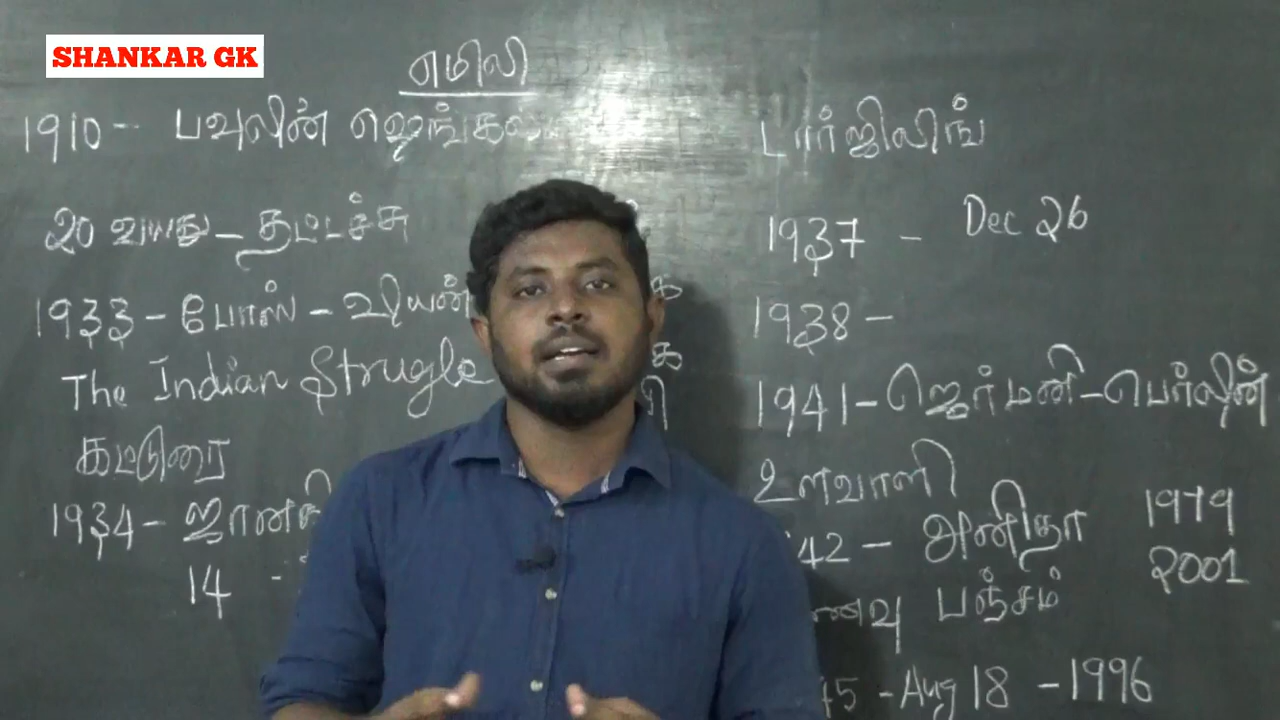 SHANKAR GK
எமிலி
1910 - பவுலின் ஜெங்கல்
20 வயது - தட்டச்சு
1933 - போஸ் - வியன்
The Indian Strugle
கட்டுரை
1934 - ஜானகி
14 -
டார்ஜிலிங்
1937 - Dec 26
1938 -
1941 - ஜெர்மனி - பெர்லின்
உளவாளி
42 - அனிதா 1979
பஞ்சம் 2001
45 - Aug 18 - 1996